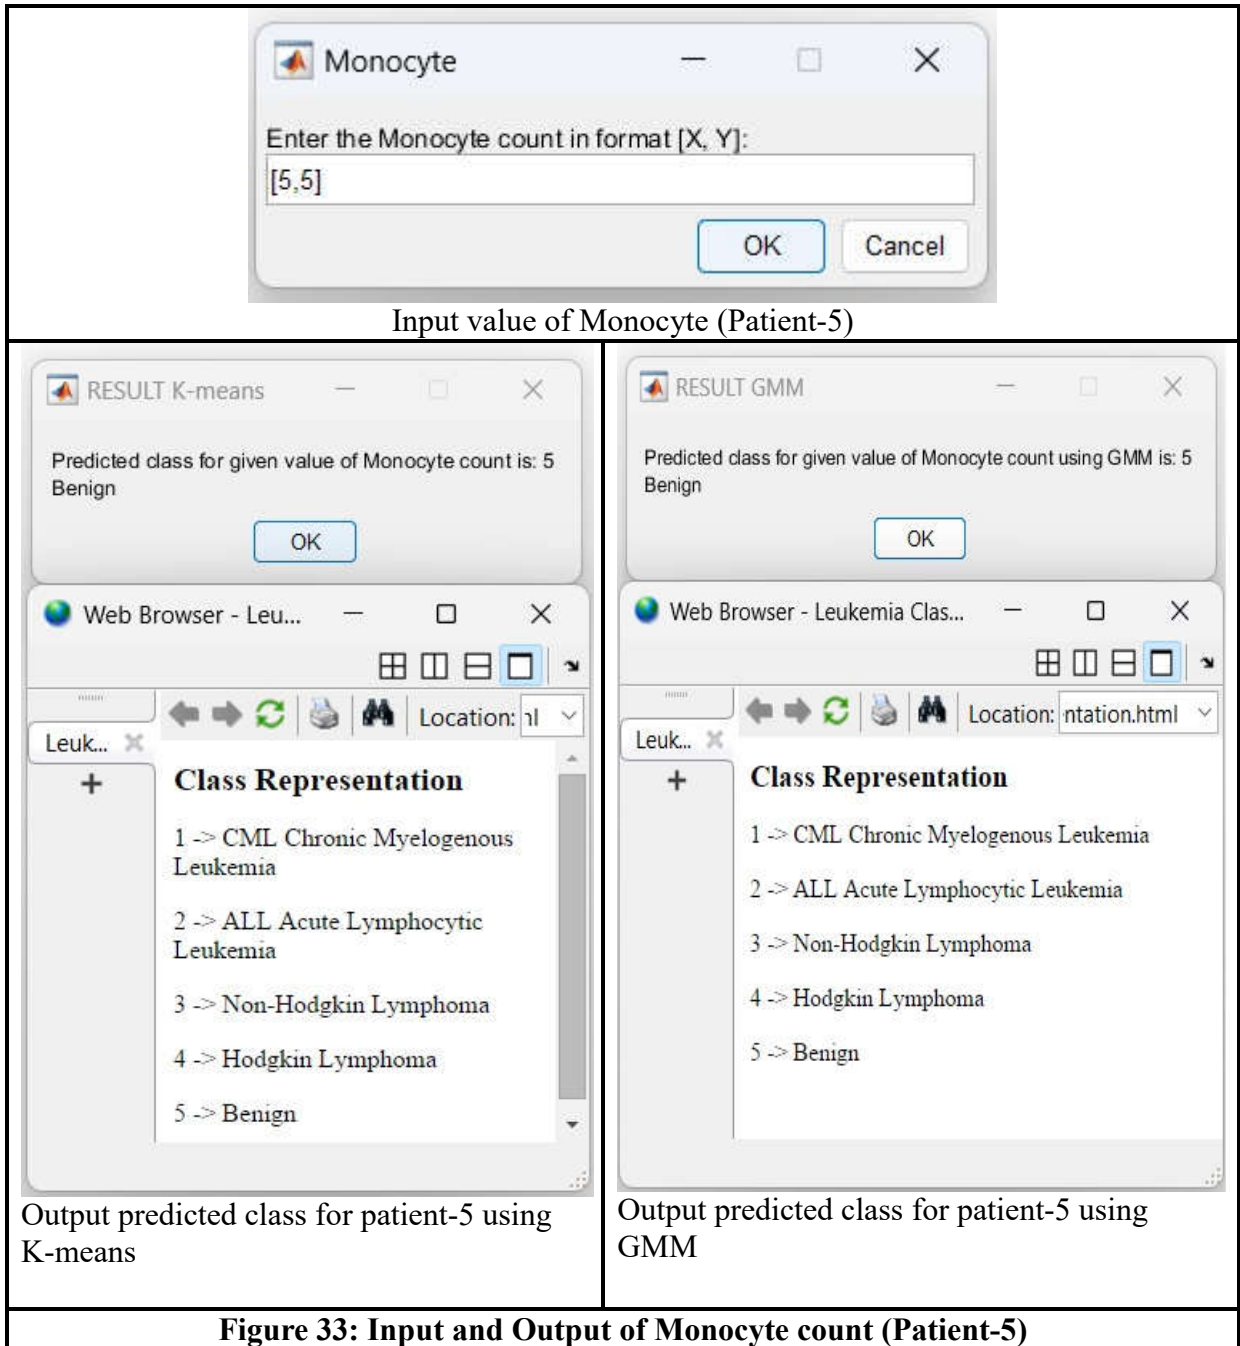 Monocyte
Enter the Monocyte count in format [X, Y]:
[5,5]
OK
Cancel
Input value of Monocyte (Patient-5)
RESULT K-means
Predicted class for given value of Monocyte count is: 5
Benign
OK
Web Browser - Leu...
Location:
Leuk...
Class Representation
1 -> CML Chronic Myelogenous
Leukemia
2 -> ALL Acute Lymphocytic
Leukemia
3 -> Non-Hodgkin Lymphoma
4 -> Hodgkin Lymphoma
5 -> Benign
Output predicted class for patient-5 using
K-means
RESULT GMM
Predicted class for given value of Monocyte count using GMM is: 5
Benign
OK
Web Browser - Leukemia Clas...
Location: ntation.html
Leuk...
Class Representation
1 -> CML Chronic Myelogenous Leukemia
2 -> ALL Acute Lymphocytic Leukemia
3 -> Non-Hodgkin Lymphoma
4 -> Hodgkin Lymphoma
5 -> Benign
Output predicted class for patient-5 using
GMM
Figure 33: Input and Output of Monocyte count (Patient-5)